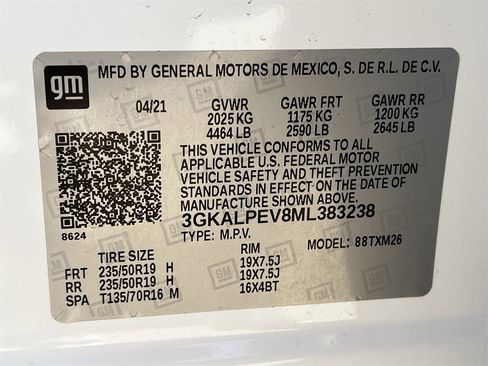 gm
MFD BY GENERAL MOTORS DE MEXICO, S. DE R.L. DE C.V.
04/21 GVWR GAWR FRT GAWR RR
2025 KG 1175 KG 1200 KG
4464 LB 2590 LB 2645 LB
THIS VEHICLE CONFORMS TO ALL
APPLICABLE U.S. FEDERAL MOTOR
VEHICLE SAFETY AND THEFT PREVENTION
STANDARDS IN EFFECT ON THE DATE OF
MANUFACTURE SHOWN ABOVE.
3GKALPEV8ML383238
8624
TYPE: M.P.V. MODEL: 88TXM26
TIRE SIZE RIM
FRT 235/50R19 H 19X7.5J
RR 235/50R19 H 19X7.5J
SPA T135/70R16 M 16X4BT